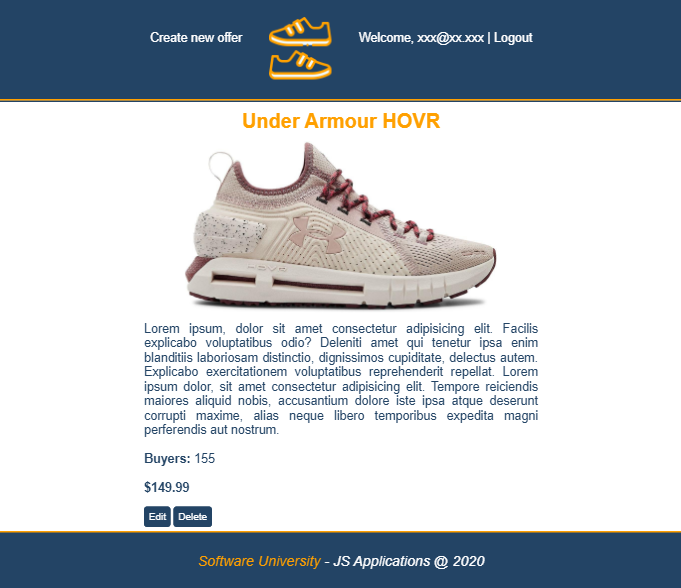 Create new offer
Welcome, xxx@xx.xxx | Logout
Under Armour HOVR
HOVR
Lorem ipsum, dolor sit amet consectetur adipisicing elit. Facilis
explicabo voluptatibus odio? Deleniti amet qui tenetur ipsa enim
blanditiis laboriosam distinctio, dignissimos cupiditate, delectus autem.
Explicabo exercitationem voluptatibus reprehenderit repellat. Lorem
ipsum dolor, sit amet consectetur adipisicing elit. Tempore reiciendis
maiores aliquid nobis, accusantium dolore iste ipsa atque deserunt
corrupti maxime, alias neque libero temporibus expedita magni
perferendis aut nostrum.
Buyers: 155
$149.99
Edit Delete
Software University - JS Applications @ 2020